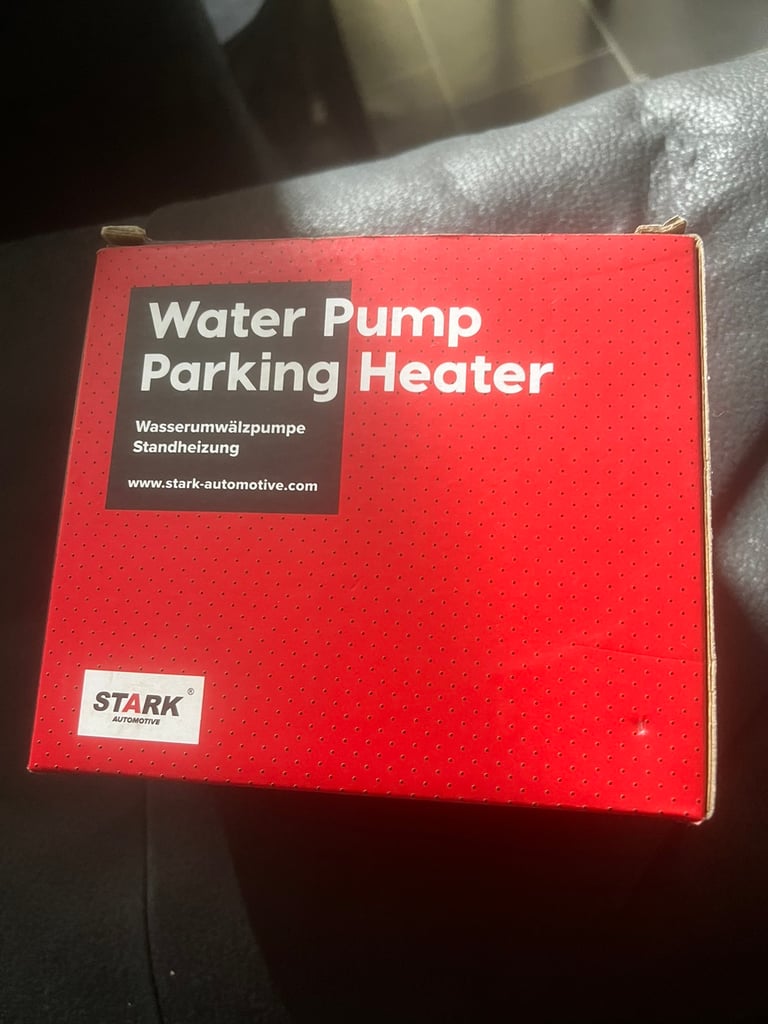 Water Pump
Parking Heater
Wasserumwälzpumpe
Standheizung
www.stark-automotive.com
STARK®
AUTOMOTIVE